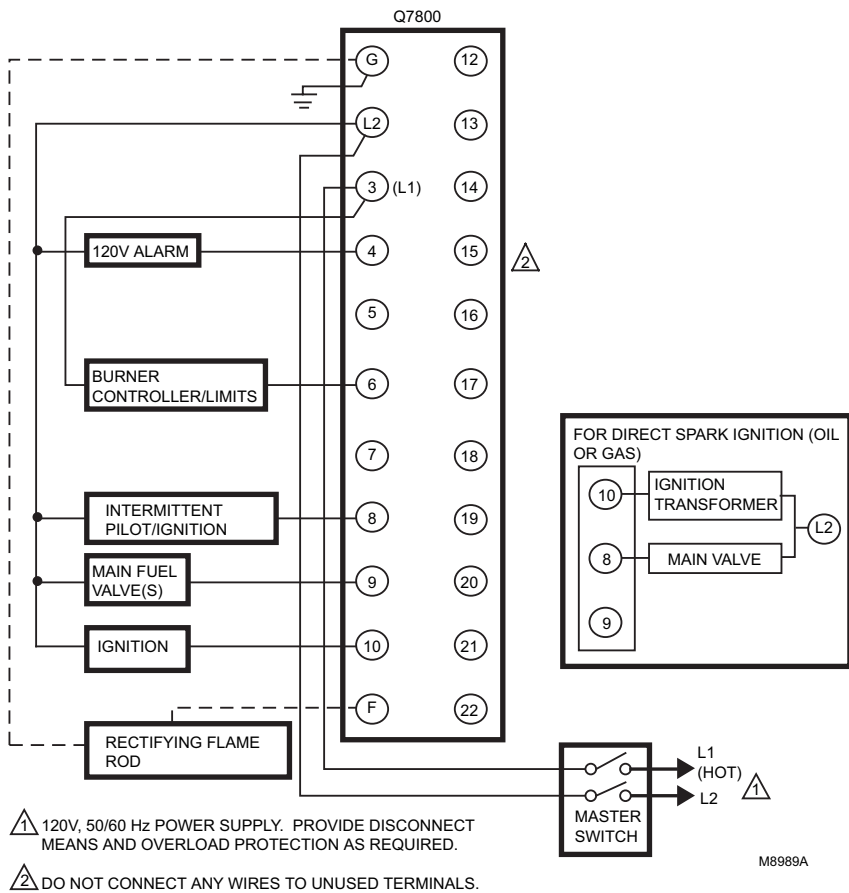 Q7800
G
12
L2
13
3
(L1)
14
120V ALARM
4
15
2
5
16
BURNER
CONTROLLER/LIMITS
6
17
7
18
INTERMITTENT
PILOT/IGNITION
8
19
MAIN FUEL
VALVE(S)
9
20
IGNITION
10
21
F
22
RECTIFYING FLAME
ROD
FOR DIRECT SPARK IGNITION (OIL
OR GAS)
10
IGNITION
TRANSFORMER
L2
8
MAIN VALVE
9
L1
(HOT)
L2
1
MASTER
SWITCH
1 120V, 50/60 Hz POWER SUPPLY. PROVIDE DISCONNECT
MEANS AND OVERLOAD PROTECTION AS REQUIRED.
2 DO NOT CONNECT ANY WIRES TO UNUSED TERMINALS.
M8989A